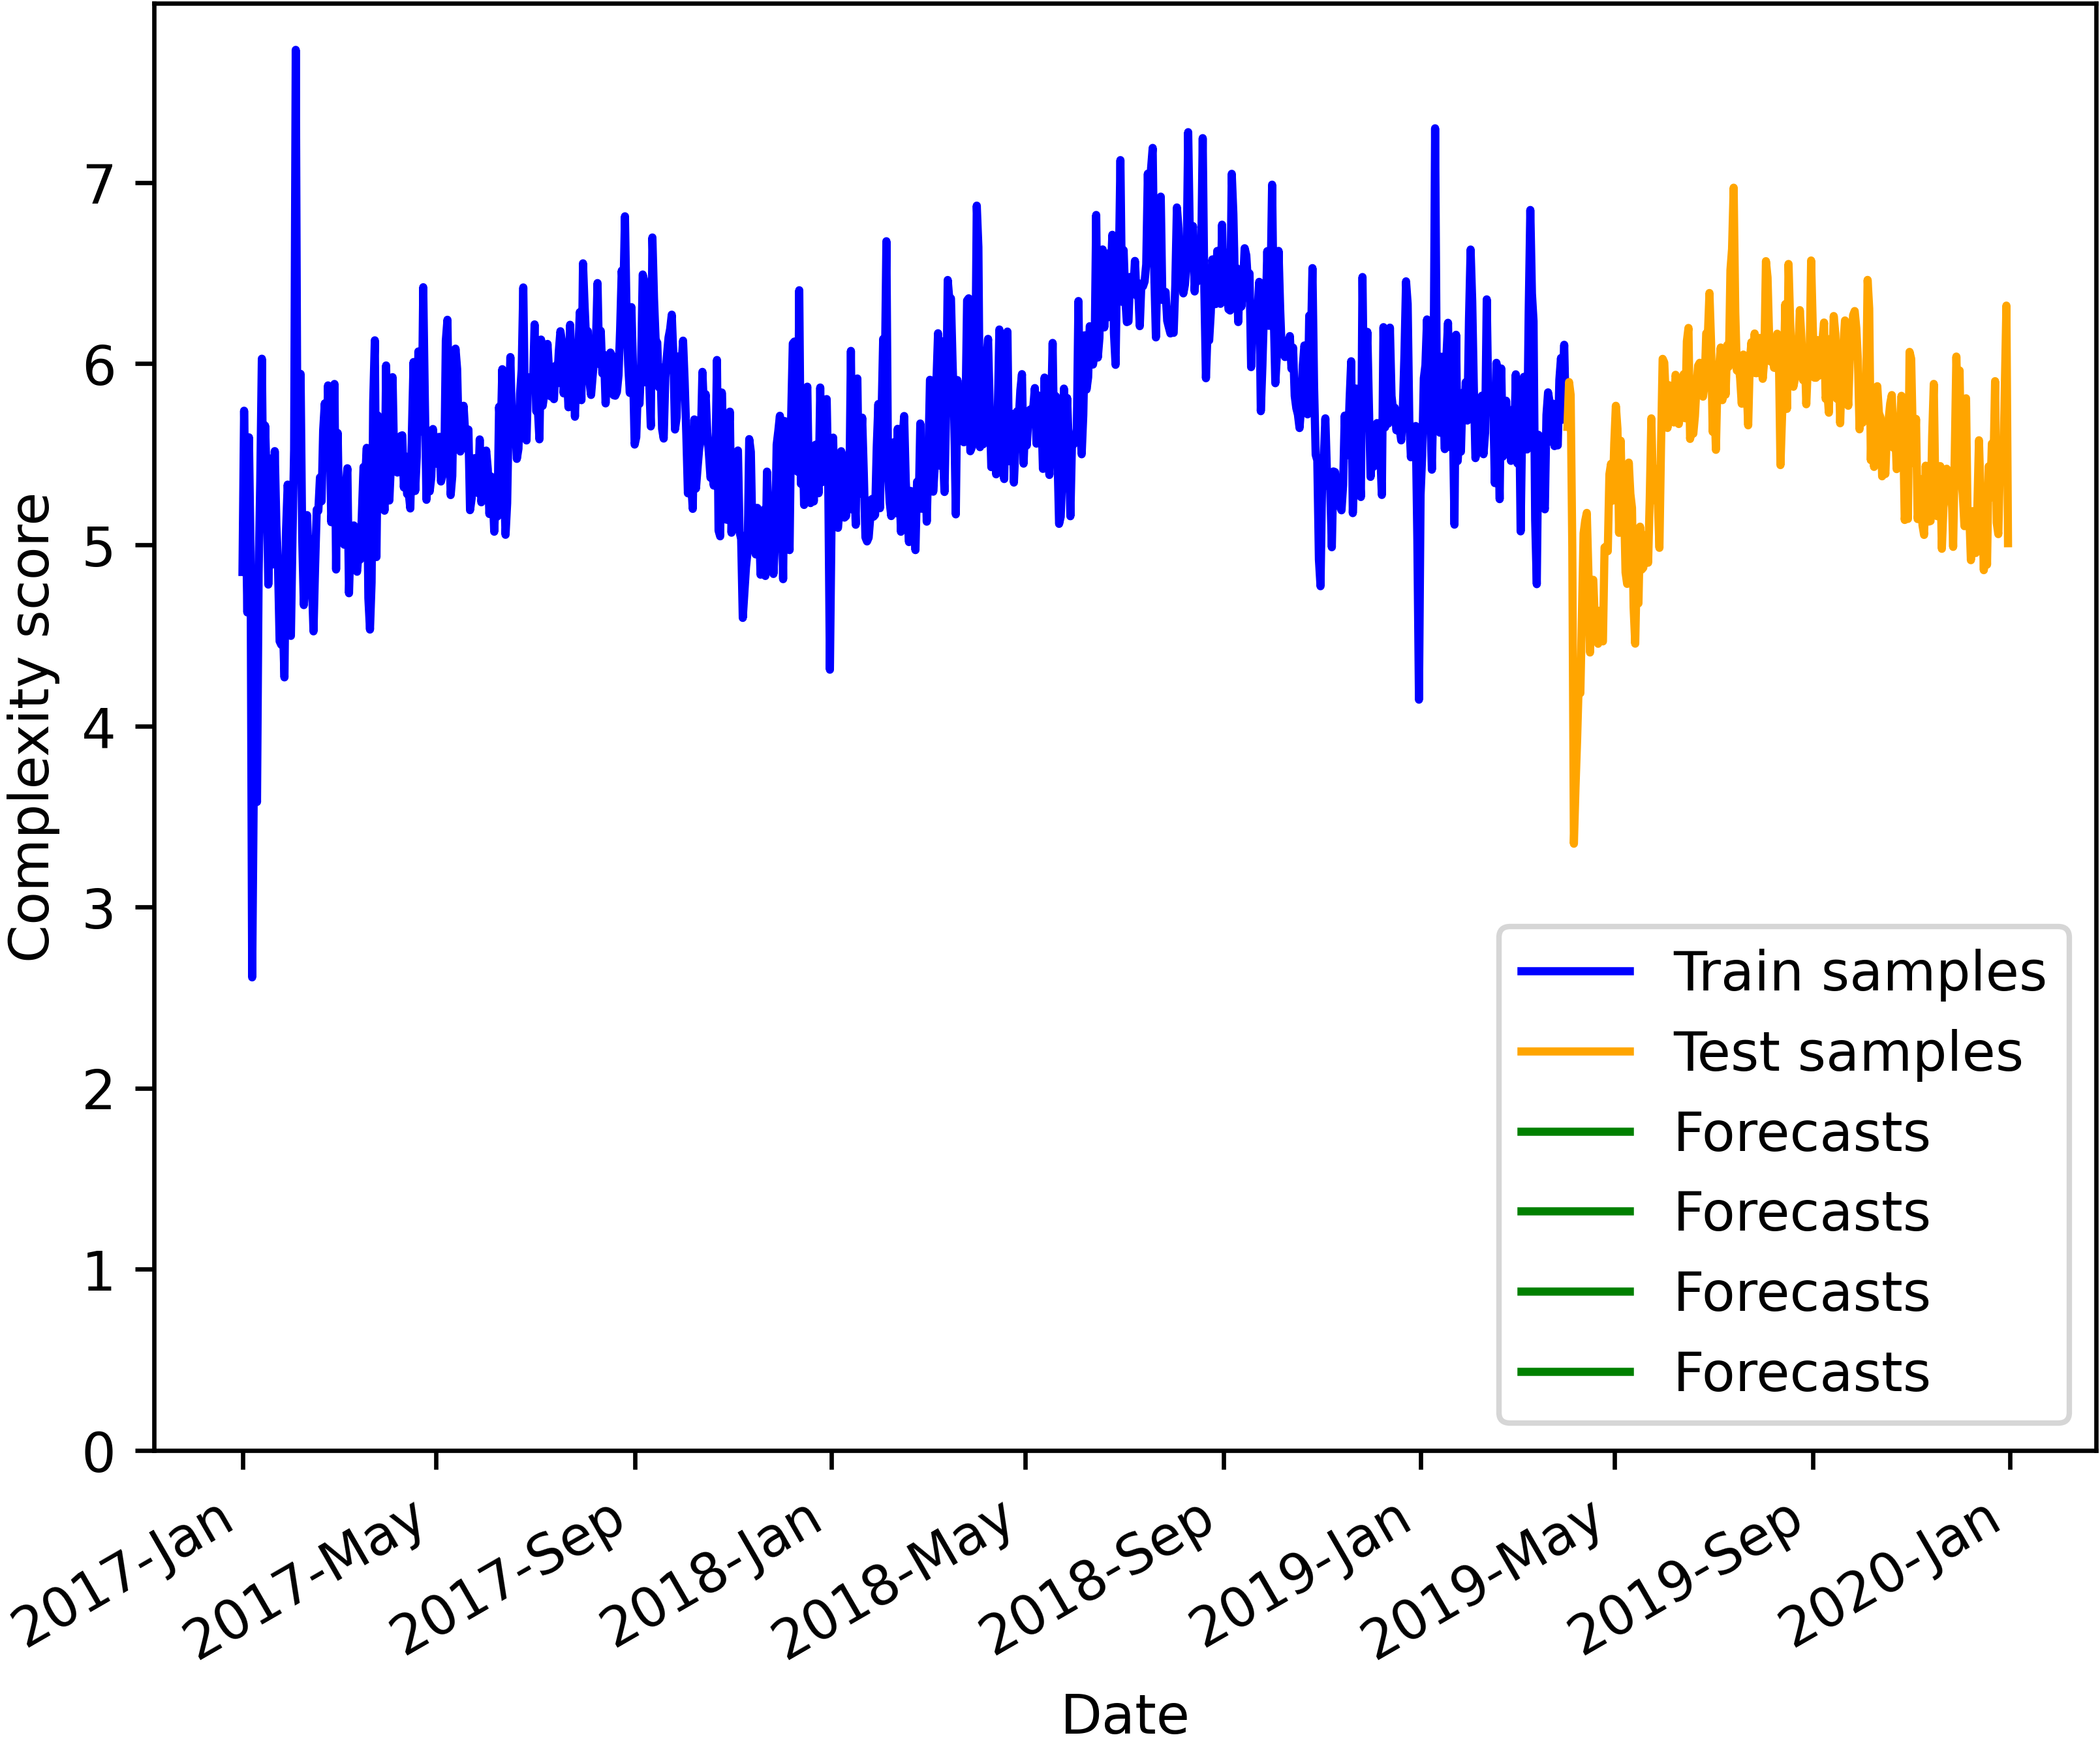 Complexity score
7
6
5
4
3
2
1
0
Train samples
Test samples
Forecasts
Forecasts
Forecasts
Forecasts
2017-Jan
2017-May
2017-Sep
2018-Jan
2018-May
2018-Sep
2019-Jan
2019-May
2019-Sep
2020-Jan
Date